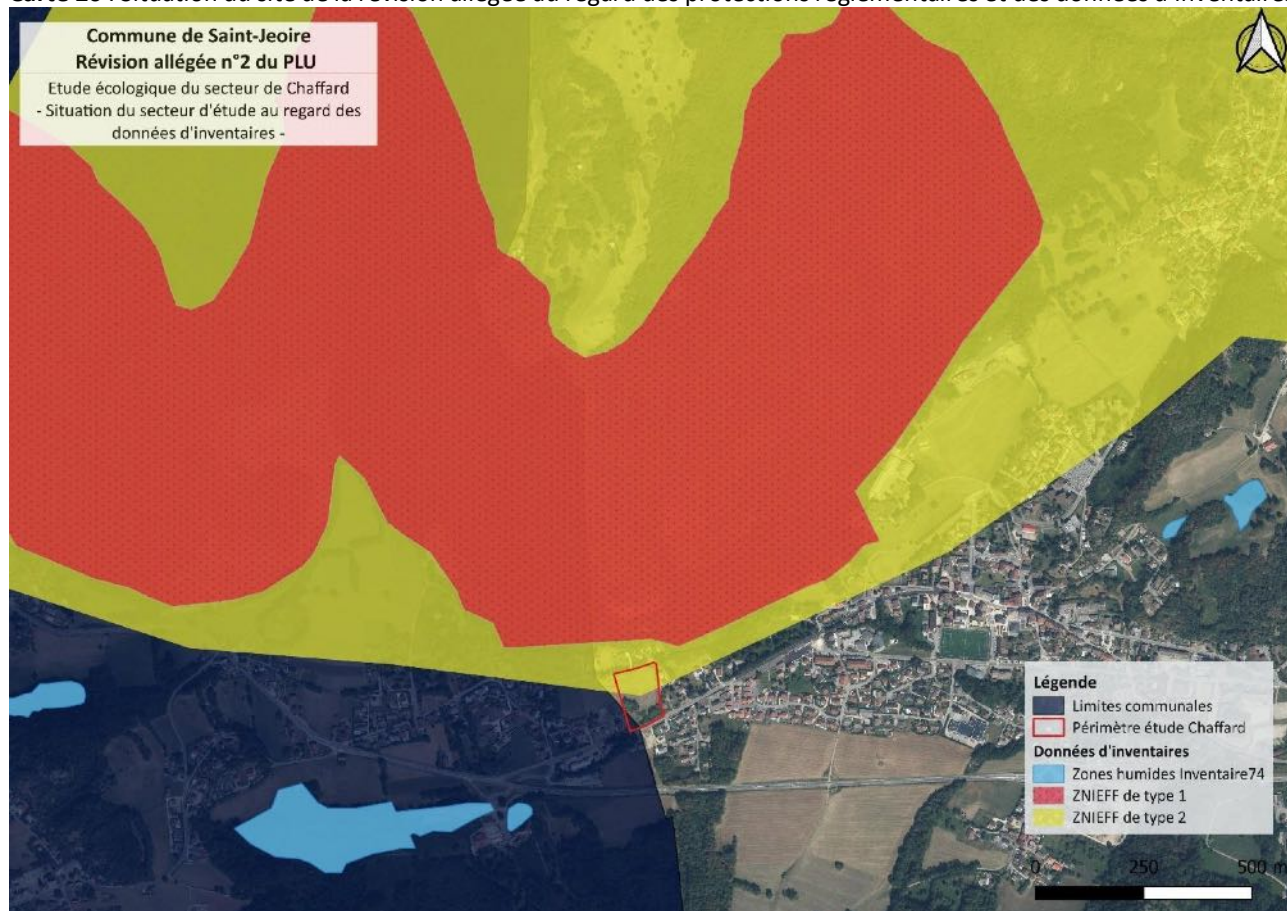 Commune de Saint-Jeoire
Révision allégée n°2 du PLU
Etude écologique du secteur de Chaffard
- Situation du secteur d'étude au regard des
données d'inventaires -
Légende
Limites communales
Périmètre étude Chaffard
Données d'inventaires
Zones humides Inventaire74
ZNIEFF de type 1
ZNIEFF de type 2
0 250 500 m